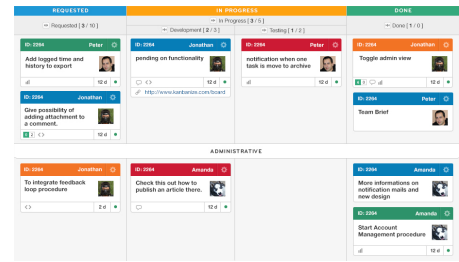 REQUESTED
IN PROGRESS
DONE
Requested [ 3 / 10 ]
In Progress [ 3 / 5 ]
Development [ 2 / 3 ]
Testing [ 1 / 2 ]
Done [ 1 / 0 ]
ID: 2264 Peter
Add logged time and
history to export
12 d
ID: 2264 Jonathan
Give possibility of
adding attachment to
a comment.
2
12 d
ID: 2264 Jonathan
pending on functionality
12 d
http://www.kanbanize.com/board
ID: 2264 Peter
notification when one
task is move to archive
12 d
ID: 2264 Jonathan
Toggle admin view
12 d
ID: 2264 Peter
Team Brief
ADMINISTRATIVE
ID: 2264 Jonathan
To integrate feedback
loop procedure
2 d
ID: 2264 Amanda
Check this out how to
publish an article there.
12 d
ID: 2264 Amanda
More informations on
notification mails and
new design
ID: 2264 Amanda
Start Account
Management procedure
12 d